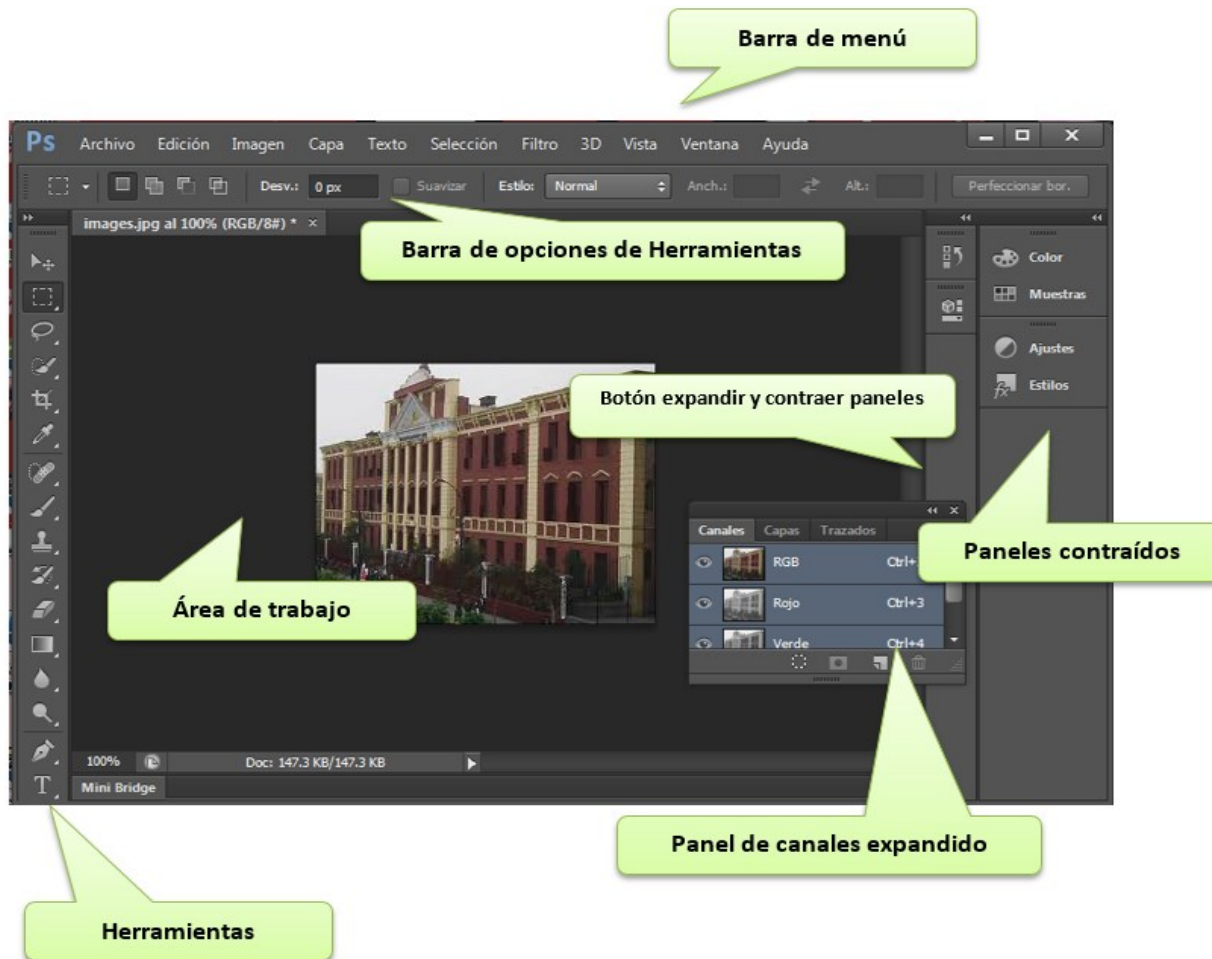 Barra de menú
Ps Archivo Edición Imagen Capa Texto Selección Filtro 3D Vista Ventana Ayuda
Desv.: 0 px Suavizar Estilo: Normal Anch.: Alt.: Perfeccionar bor.
images.jpg al 100% (RGB/8#) * ×
Barra de opciones de Herramientas
Color
Muestras
Ajustes
Estilos
Botón expandir y contraer paneles
Canales Capas Trazados
RGB Ctrl+
Rojo Ctrl+3
Verde Ctrl+4
Paneles contraídos
Área de trabajo
100% Doc: 147.3 KB/147.3 KB
Mini Bridge
Panel de canales expandido
Herramientas